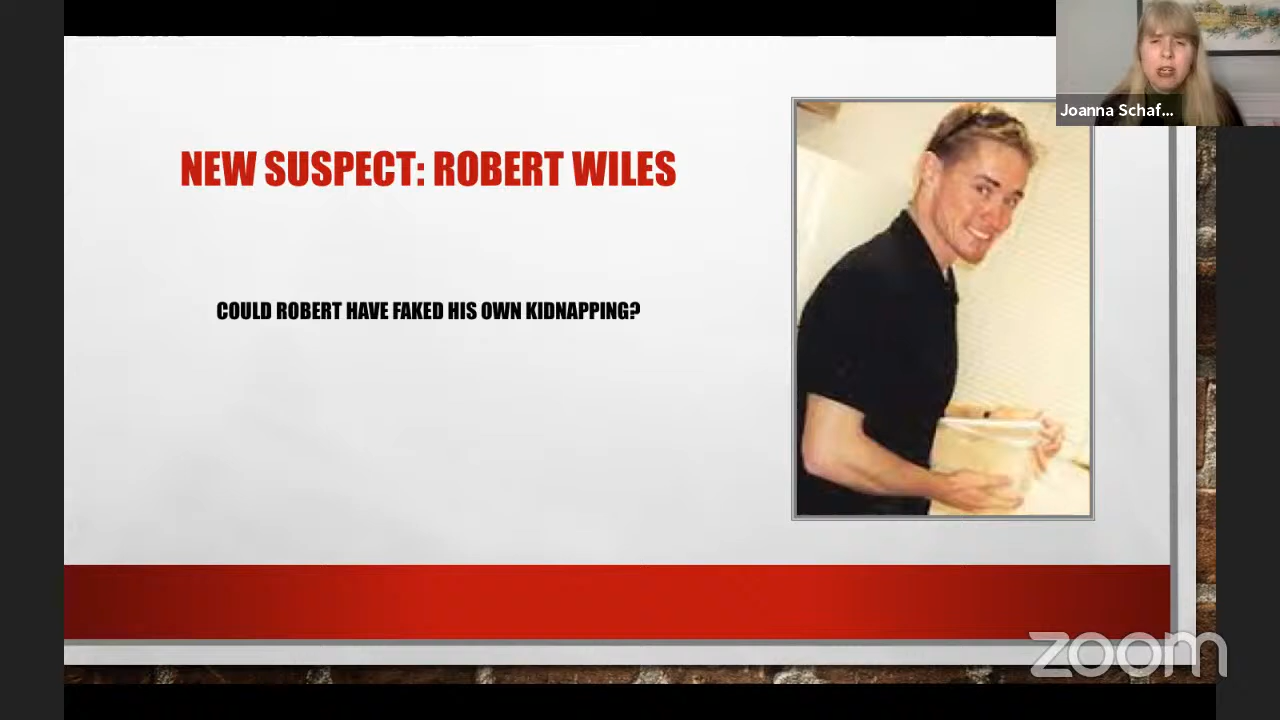 Joanna Schaf...
NEW SUSPECT: ROBERT WILES
COULD ROBERT HAVE FAKED HIS OWN KIDNAPPING?
zoom